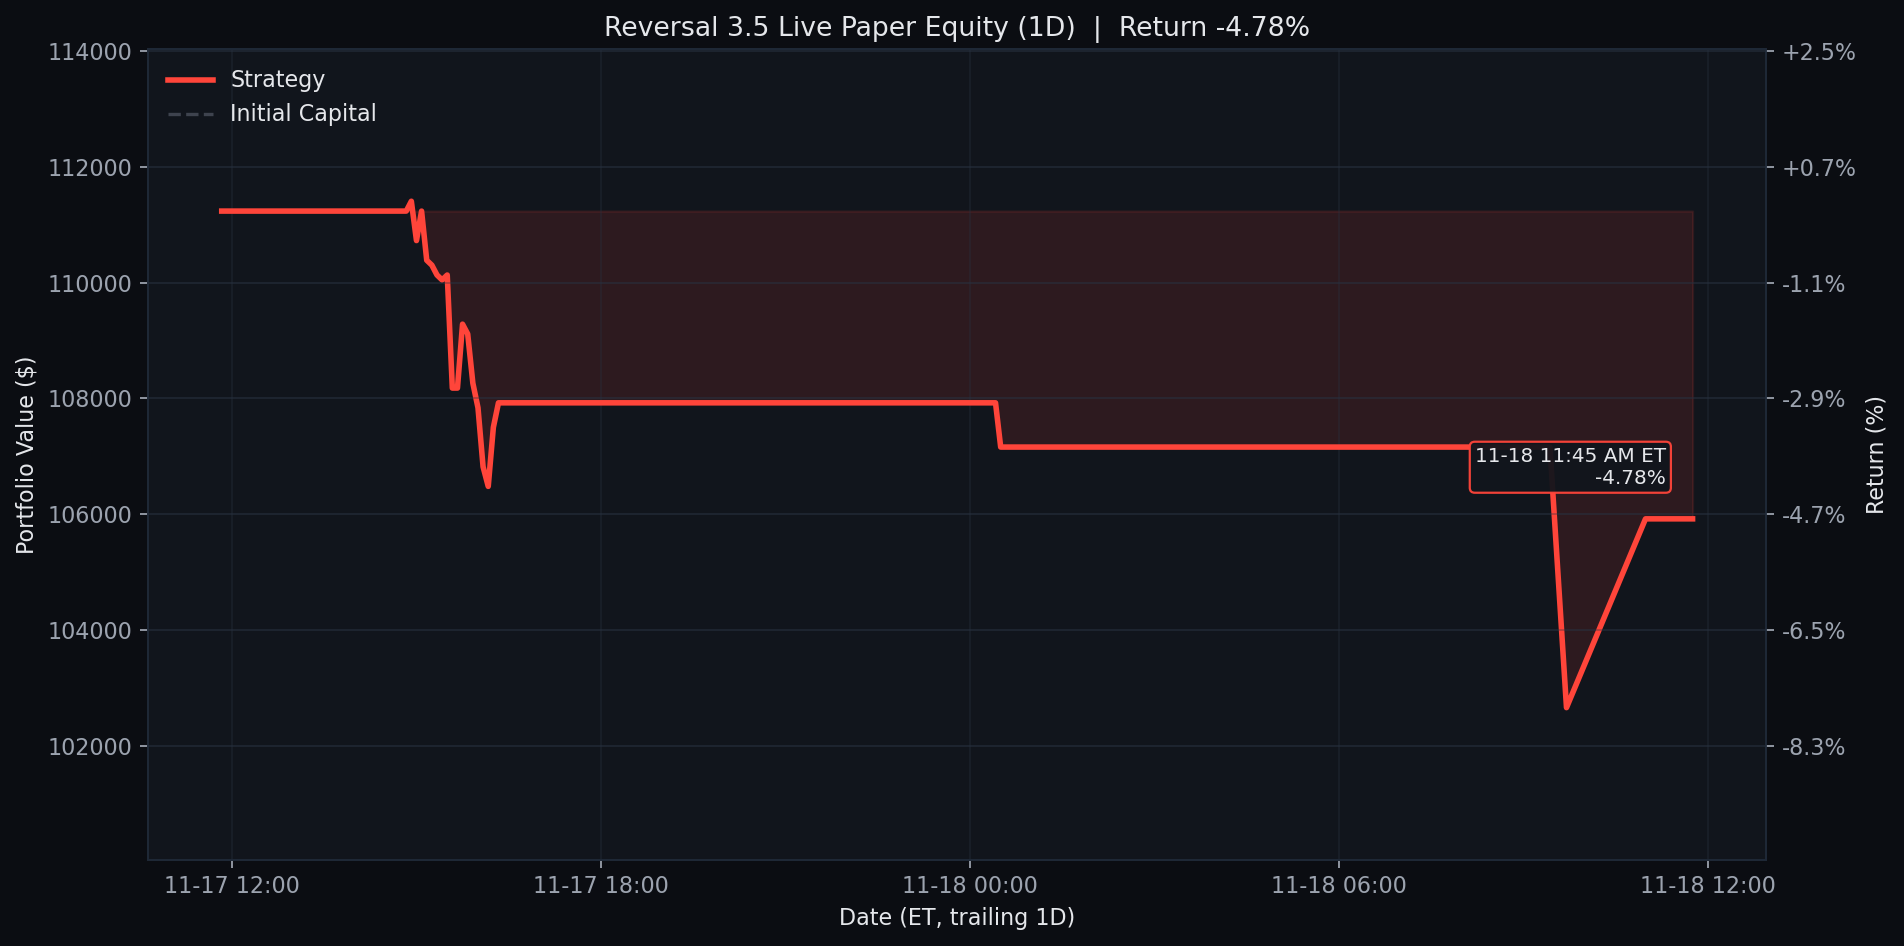 Reversal 3.5 Live Paper Equity (1D)  |  Return -4.78%
Strategy
Initial Capital
114000
112000
110000
108000
106000
104000
102000
Portfolio Value ($)
+2.5%
+0.7%
-1.1%
-2.9%
-4.7%
-6.5%
-8.3%
Return (%)
11-18 11:45 AM ET
-4.78%
11-17 12:00
11-17 18:00
11-18 00:00
11-18 06:00
11-18 12:00
Date (ET, trailing 1D)